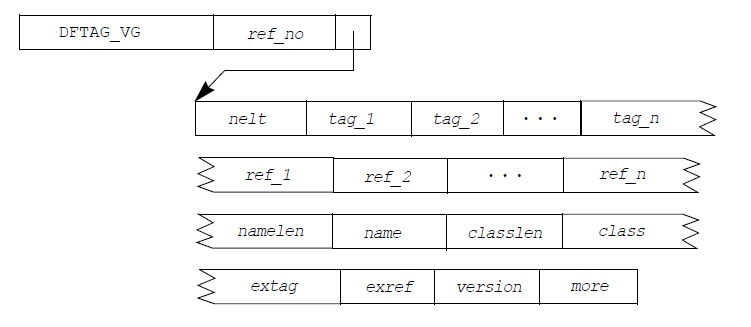 DFTAG_VG ref_no
nelt tag_1 tag_2 ... tag_n
ref_1 ref_2 ... ref_n
namelen name classlen class
extag exref version more